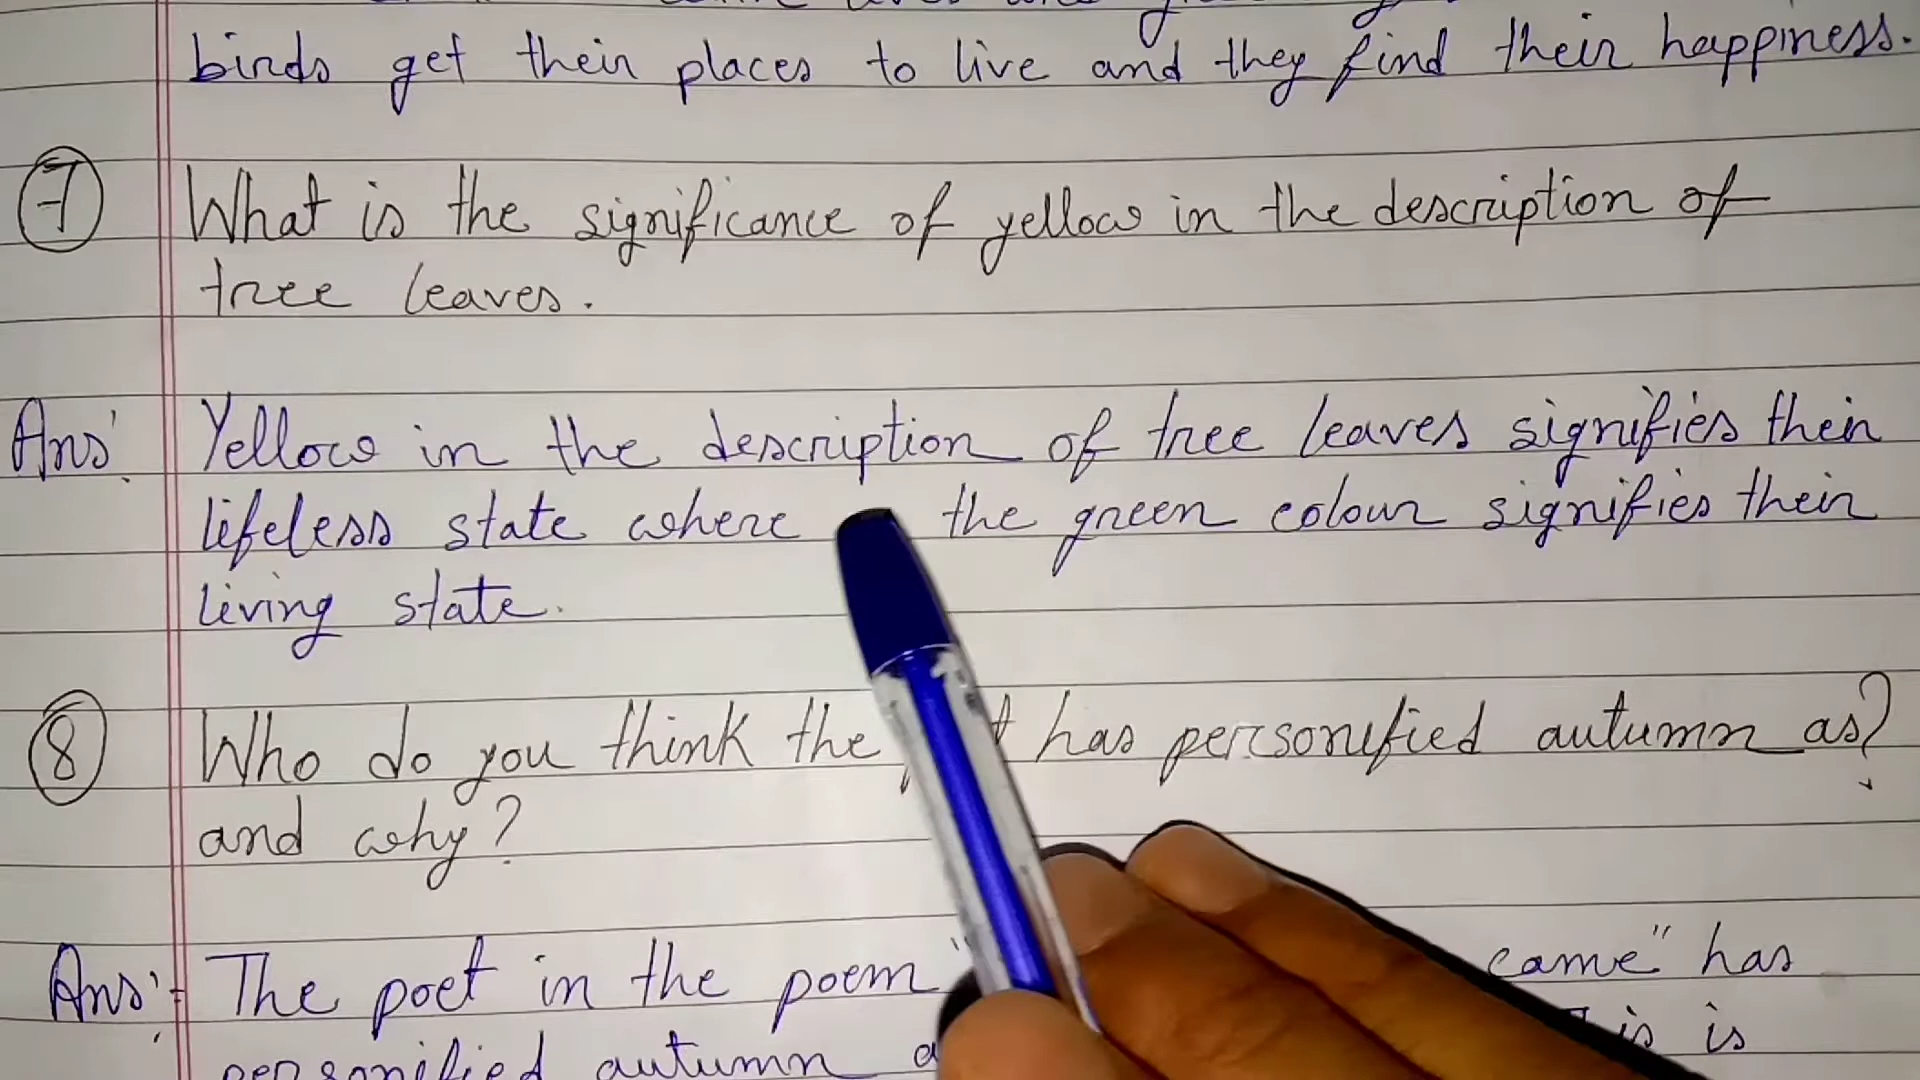 birds get their places to live and they find their happiness.
7 What is the significance of yellow in the description of
tree leaves.
Ans: Yellow in the description of tree leaves signifies their
lifeless state where the green colour signifies their
living state.
8 Who do you think the has personified autumn as?
and why?
Ans:- The poet in the poem " came" has
personified autumn is